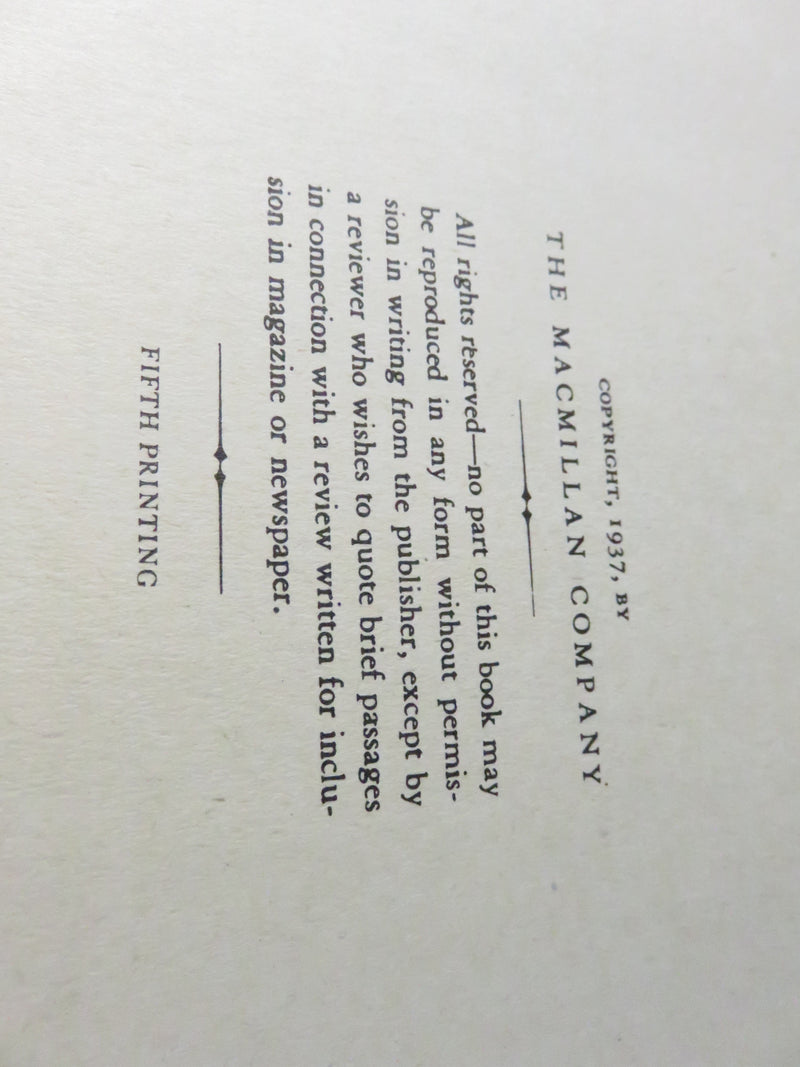 COPYRIGHT, 1937, BY
THE MACMILLAN COMPANY
All rights reserved—no part of this book may
be reproduced in any form without permis-
sion in writing from the publisher, except by
a reviewer who wishes to quote brief passages
in connection with a review written for inclu-
sion in magazine or newspaper.
FIFTH PRINTING